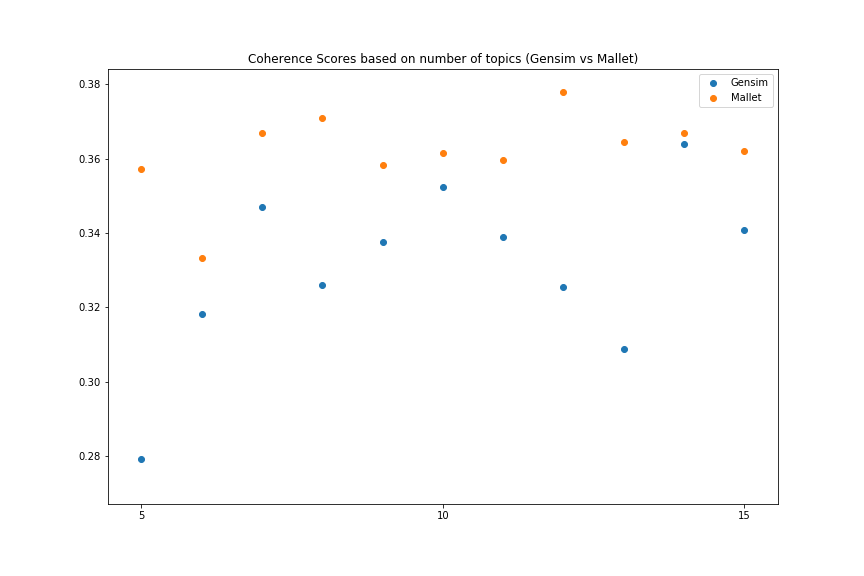 Coherence Scores based on number of topics (Gensim vs Mallet)
Gensim
Mallet
0.38
0.36
0.34
0.32
0.30
0.28
5 10 15